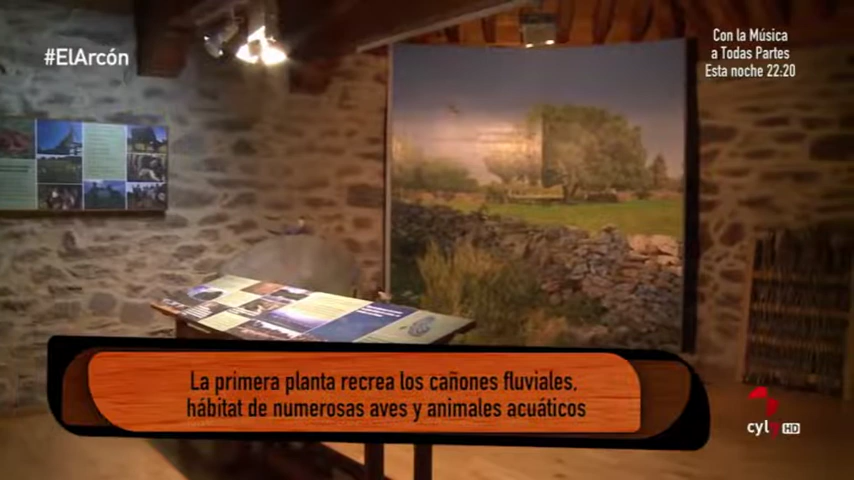 #ElArcón
Con la Música
a Todas Partes
Esta noche 22:20
La primera planta recrea los cañones fluviales,
hábitat de numerosas aves y animales acuáticos
cyl7 HD